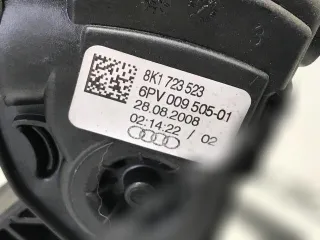 8K1 723 523
6PV 009 505-01
28.08.2008
02:14:22 / 02